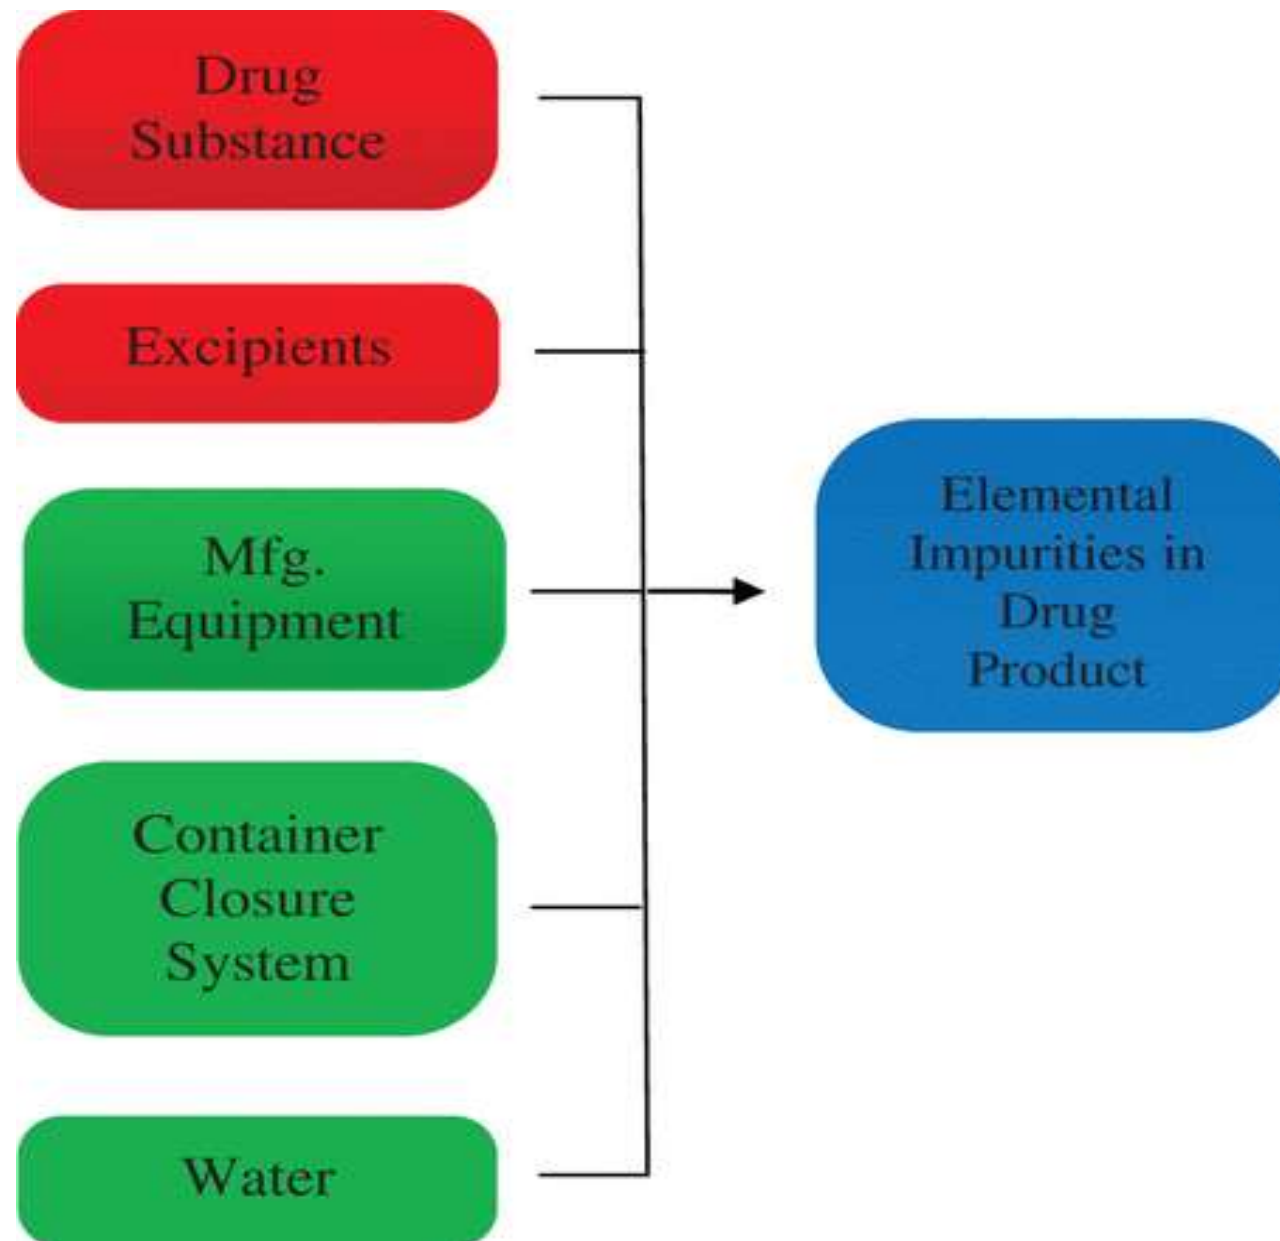 Drug
Substance
Excipients
Mfg.
Equipment
Container
Closure
System
Water
Elemental
Impurities in
Drug
Product